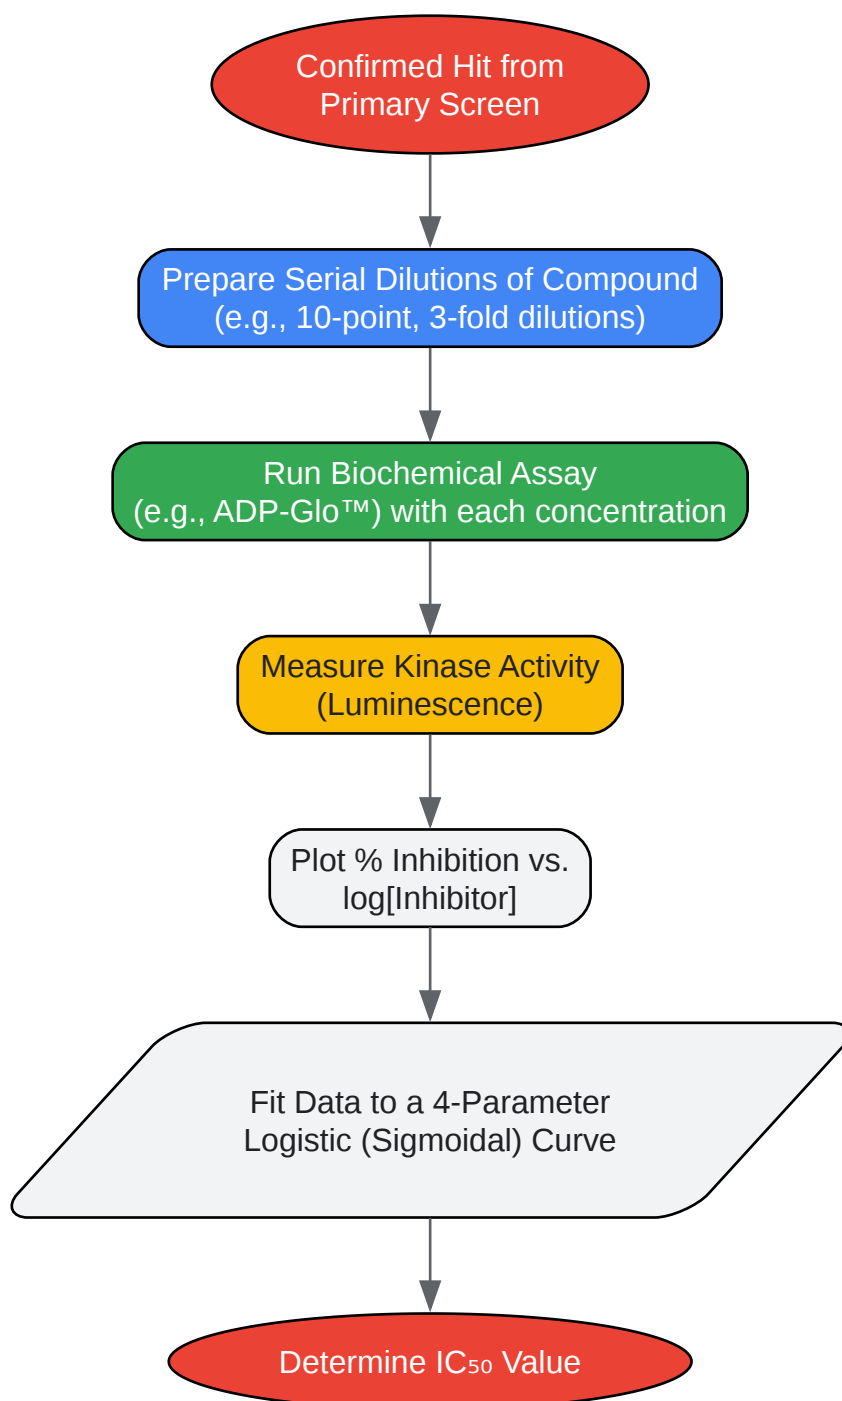 Confirmed Hit from
Primary Screen
Prepare Serial Dilutions of Compound
(e.g., 10-point, 3-fold dilutions)
Run Biochemical Assay
(e.g., ADP-Glo™) with each concentration
Measure Kinase Activity
(Luminescence)
Plot % Inhibition vs.
log[Inhibitor]
Fit Data to a 4-Parameter
Logistic (Sigmoidal) Curve
Determine IC₅₀ Value